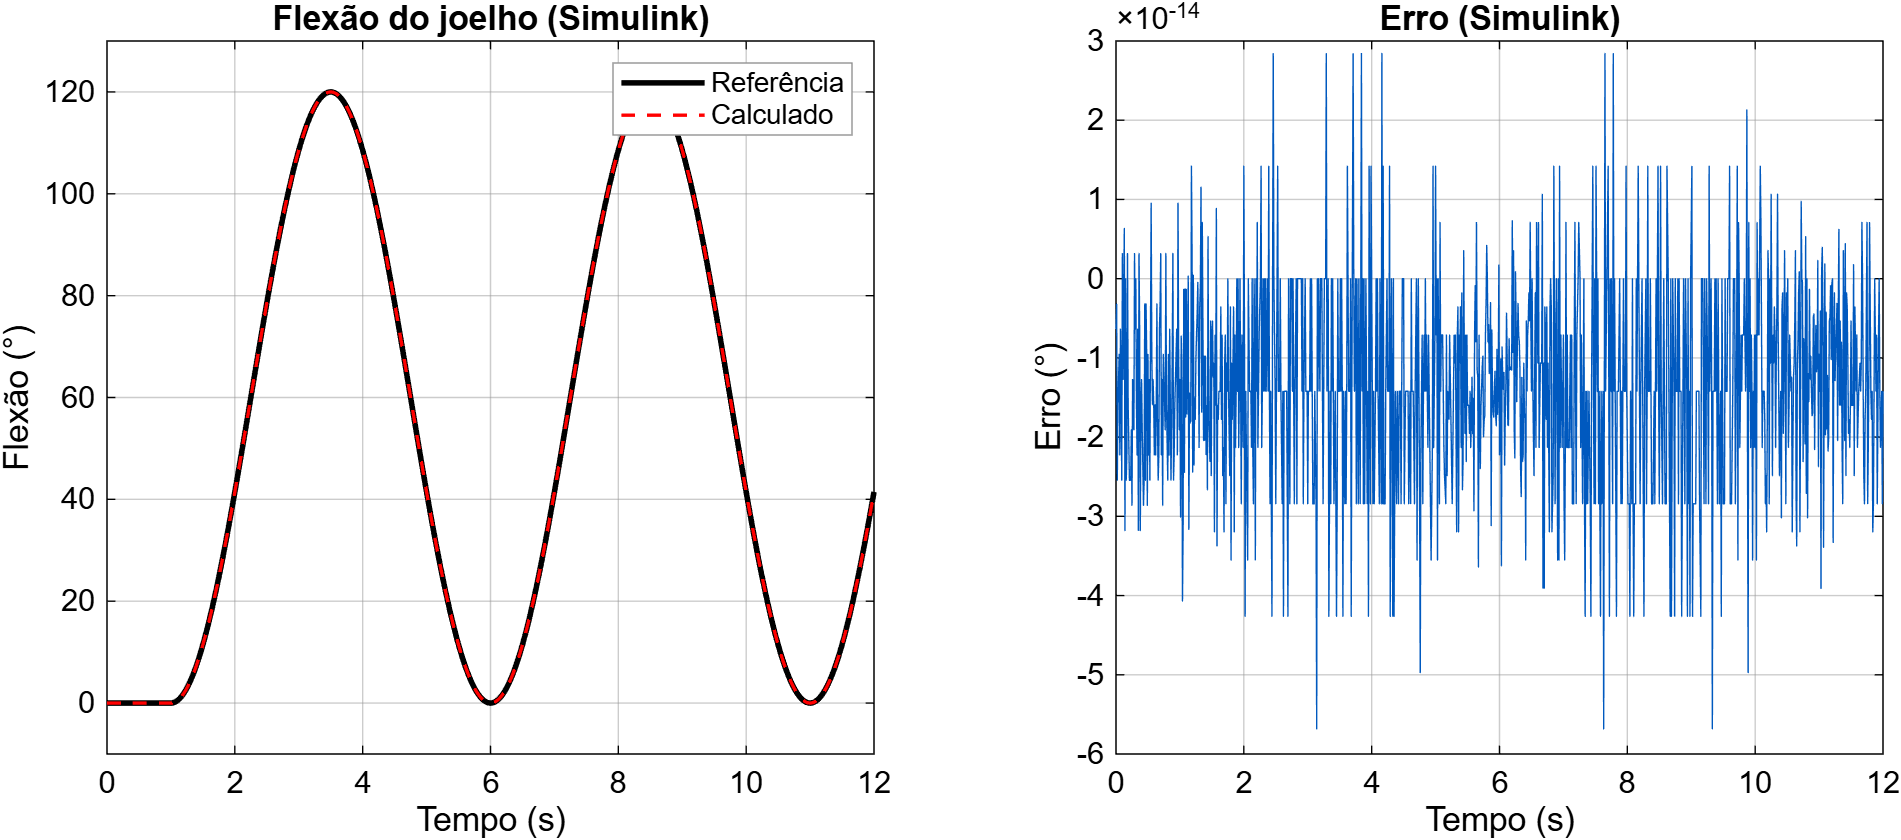 Flexão do joelho (Simulink)
Flexão (°)
120
100
80
60
40
20
0
Referência
Calculado
0 2 4 6 8 10 12
Tempo (s)
×10-14
Erro (Simulink)
Erro (°)
3
2
1
0
-1
-2
-3
-4
-5
-6
0 2 4 6 8 10 12
Tempo (s)